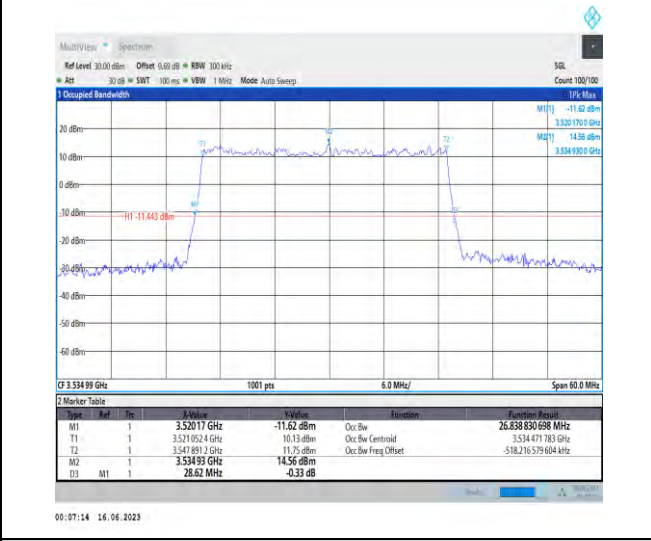 MultiView Spectrum
Ref Level 30.00 dBm Offset 9.69 dB RBW 300 kHz SGL
Att 30 dB SWT 100 ms VBW 1 MHz Mode Auto Sweep Count 100/100
1 Occupied Bandwidth 1Pk Max
M1[1] -11.62 dBm
3.520 170 0 GHz
M2[1] 14.56 dBm
3.534 930 0 GHz
20 dBm
T1 M2 T2
10 dBm
0 dBm
M1
-10 dBm
H1 -11.443 dBm
-20 dBm
-30 dBm
-40 dBm
-50 dBm
-60 dBm
CF 3.534 99 GHz 1001 pts 6.0 MHz/ Span 60.0 MHz
2 Marker Table
Type Ref Trc X-Value Y-Value Function Function Result
M1 1 3.520 17 GHz -11.62 dBm Occ Bw 26.838 830 698 MHz
T1 1 3.521 052 4 GHz 10.13 dBm Occ Bw Centroid 3.534 471 783 GHz
T2 1 3.547 891 2 GHz 11.75 dBm Occ Bw Freq Offset -518.216 579 604 kHz
M2 1 3.534 93 GHz 14.56 dBm
D3 M1 1 28.62 MHz -0.33 dB
00:07:14 16.06.2023